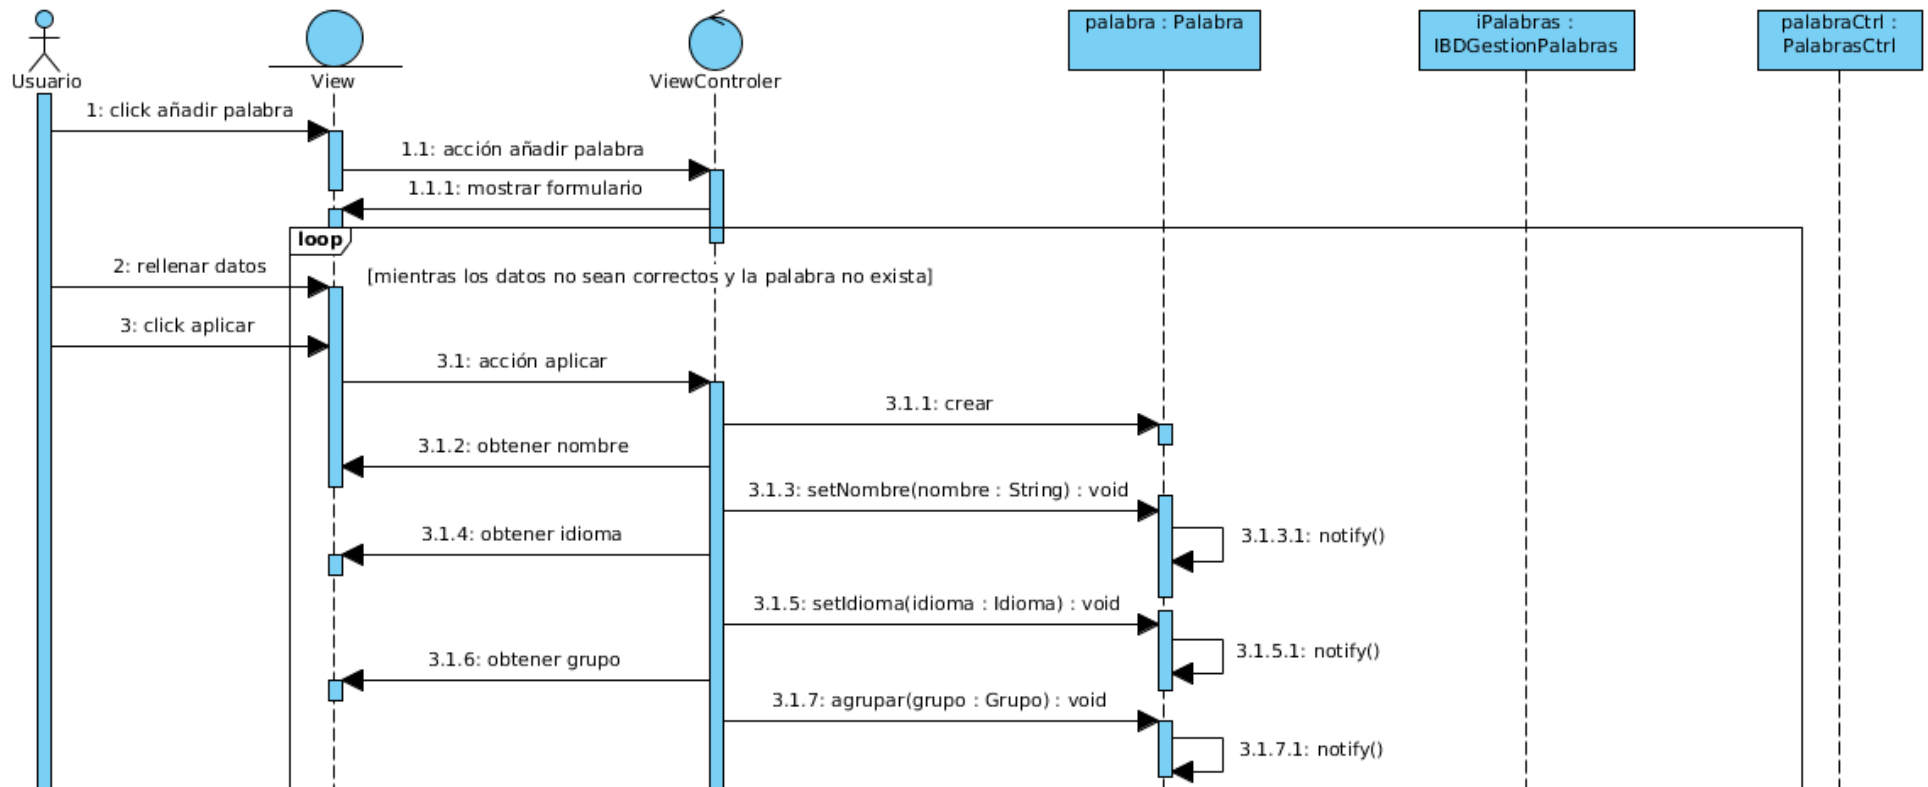 palabra : Palabra
iPalabras :
IBDGestionPalabras
palabraCtrl :
PalabrasCtrl
Usuario
View
ViewControler
1: click añadir palabra
1.1: acción añadir palabra
1.1.1: mostrar formulario
loop
2: rellenar datos
[mientras los datos no sean correctos y la palabra no exista]
3: click aplicar
3.1: acción aplicar
3.1.1: crear
3.1.2: obtener nombre
3.1.3: setNombre(nombre : String) : void
3.1.4: obtener idioma
3.1.3.1: notify()
3.1.5: setIdioma(idioma : Idioma) : void
3.1.5.1: notify()
3.1.6: obtener grupo
3.1.7: agrupar(grupo : Grupo) : void
3.1.7.1: notify()